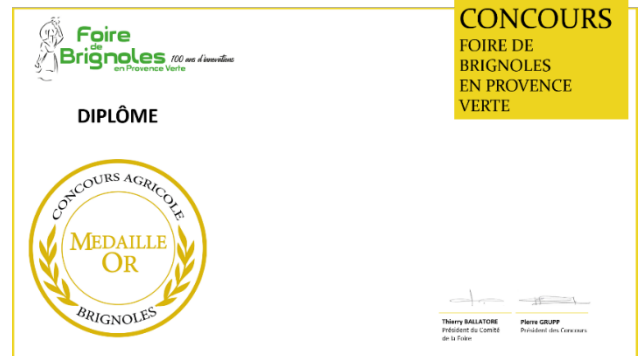 Foire
de
Brignoles 100 ans d'innovations
en Provence Verte
CONCOURS
FOIRE DE
BRIGNOLES
EN PROVENCE
VERTE
DIPLÔME
CONCOURS AGRICOLE
MEDAILLE
OR
BRIGNOLES
Thierry BALLATORE
Président du Comité
de la Foire
Pierre GRUPP
Président des Concours